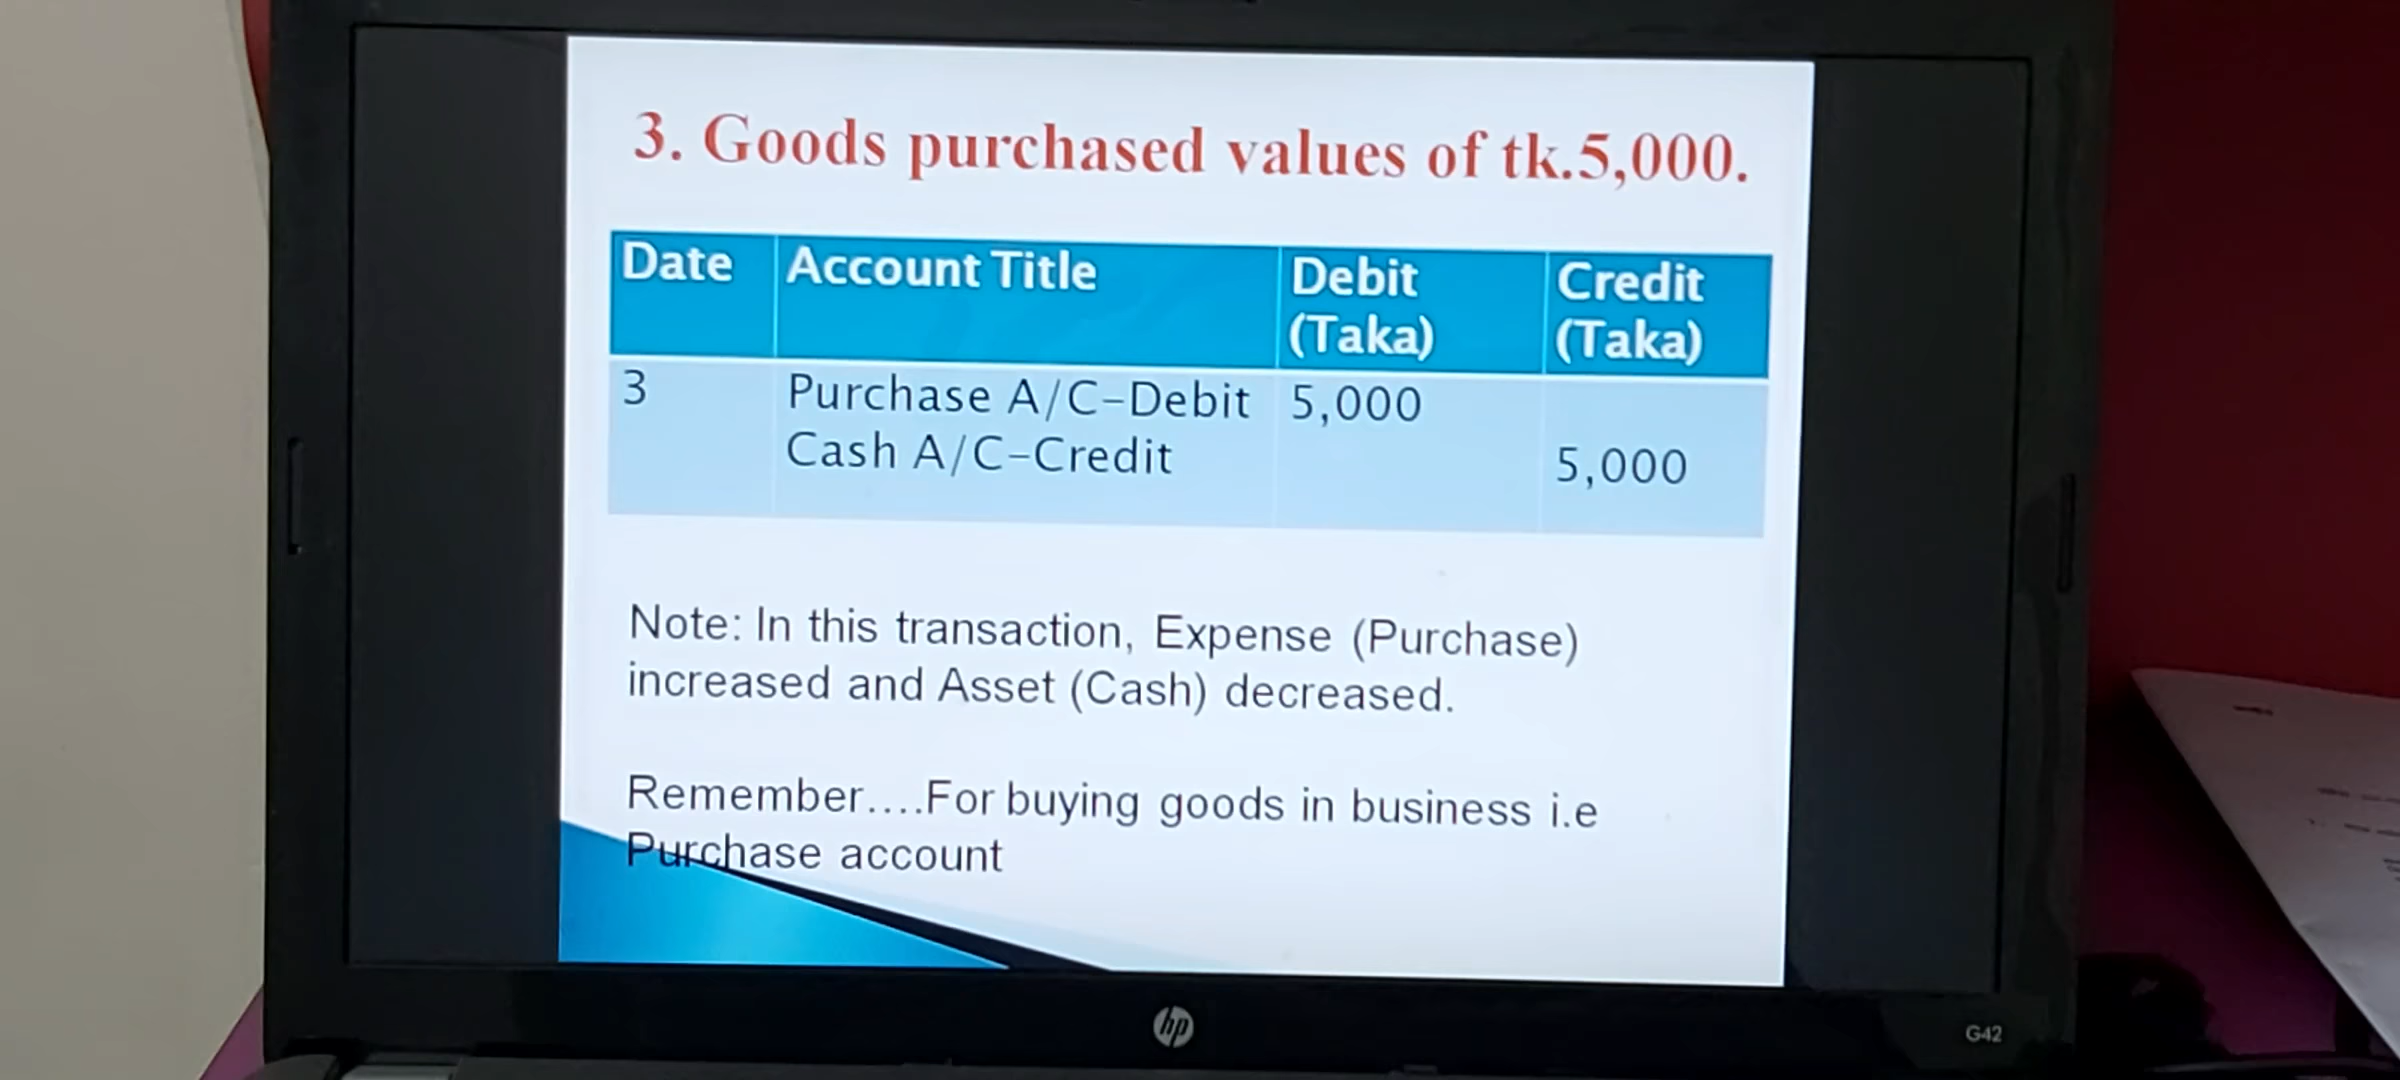 3. Goods purchased values of tk.5,000.
Date Account Title Debit (Taka) Credit (Taka)
3 Purchase A/C-Debit 5,000
Cash A/C-Credit 5,000
Note: In this transaction, Expense (Purchase)
increased and Asset (Cash) decreased.
Remember....For buying goods in business i.e
Purchase account
hp
G42